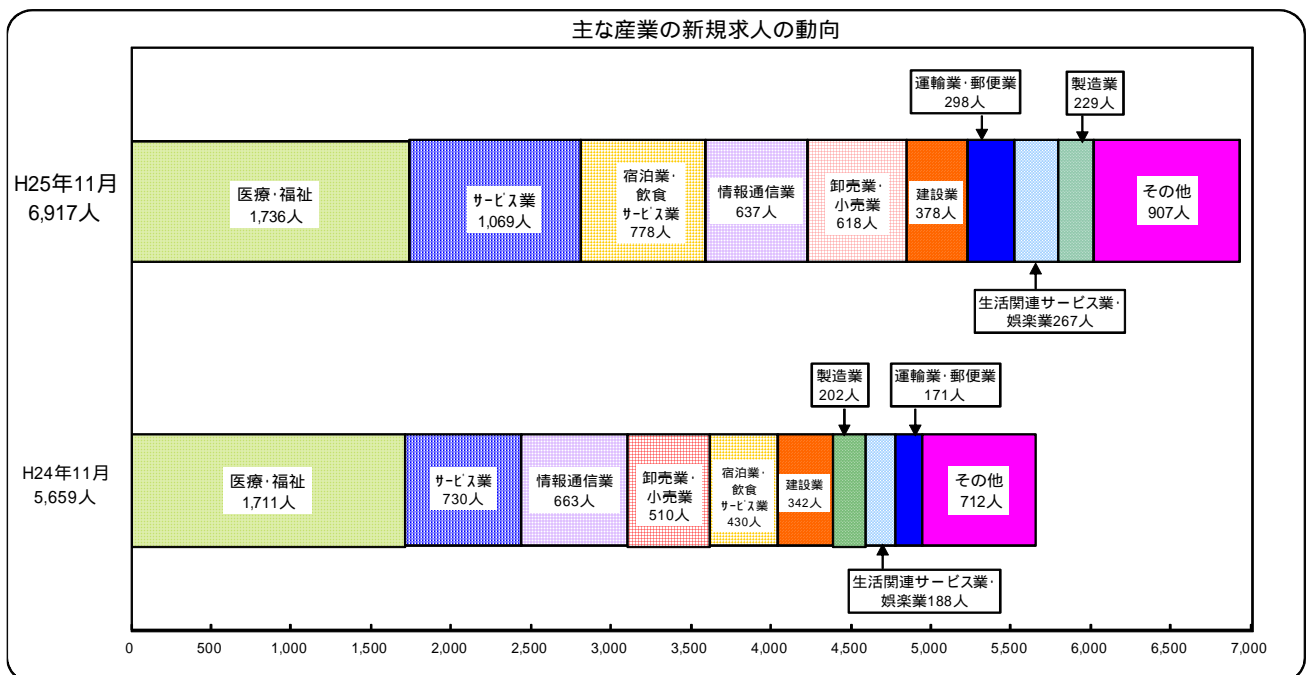 主な産業の新規求人の動向
運輸業・郵便業
298人
製造業
229人
H25年11月
6,917人
医療・福祉
1,736人
ｻｰﾋﾞｽ業
1,069人
宿泊業・
飲食
ｻｰﾋﾞｽ業
778人
情報通信業
637人
卸売業・
小売業
618人
建設業
378人
その他
907人
生活関連サービス業・
娯楽業267人
製造業
202人
運輸業・郵便業
171人
H24年11月
5,659人
医療・福祉
1,711人
ｻｰﾋﾞｽ業
730人
情報通信業
663人
卸売業・
小売業
510人
宿泊業・
飲食
ｻｰﾋﾞｽ業
430人
建設業
342人
その他
712人
生活関連サービス業・
娯楽業188人
0 500 1,000 1,500 2,000 2,500 3,000 3,500 4,000 4,500 5,000 5,500 6,000 6,500 7,000